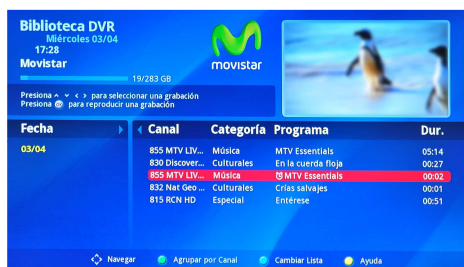 Biblioteca DVR
Miércoles 03/04
17:28
Movistar
19/283 GB
movistar
Presiona para seleccionar una grabación
Presiona OK para reproducir una grabación
Fecha
Canal Categoría Programa Dur.
03/04
855 MTV LIV... Música MTV Essentials 05:14
830 Discover... Culturales En la cuerda floja 00:27
855 MTV LIV... Música MTV Essentials 00:02
832 Nat Geo ... Culturales Crías salvajes 00:01
815 RCN HD Especial Entérese 00:51
Navegar Agrupar por Canal Cambiar Lista Ayuda